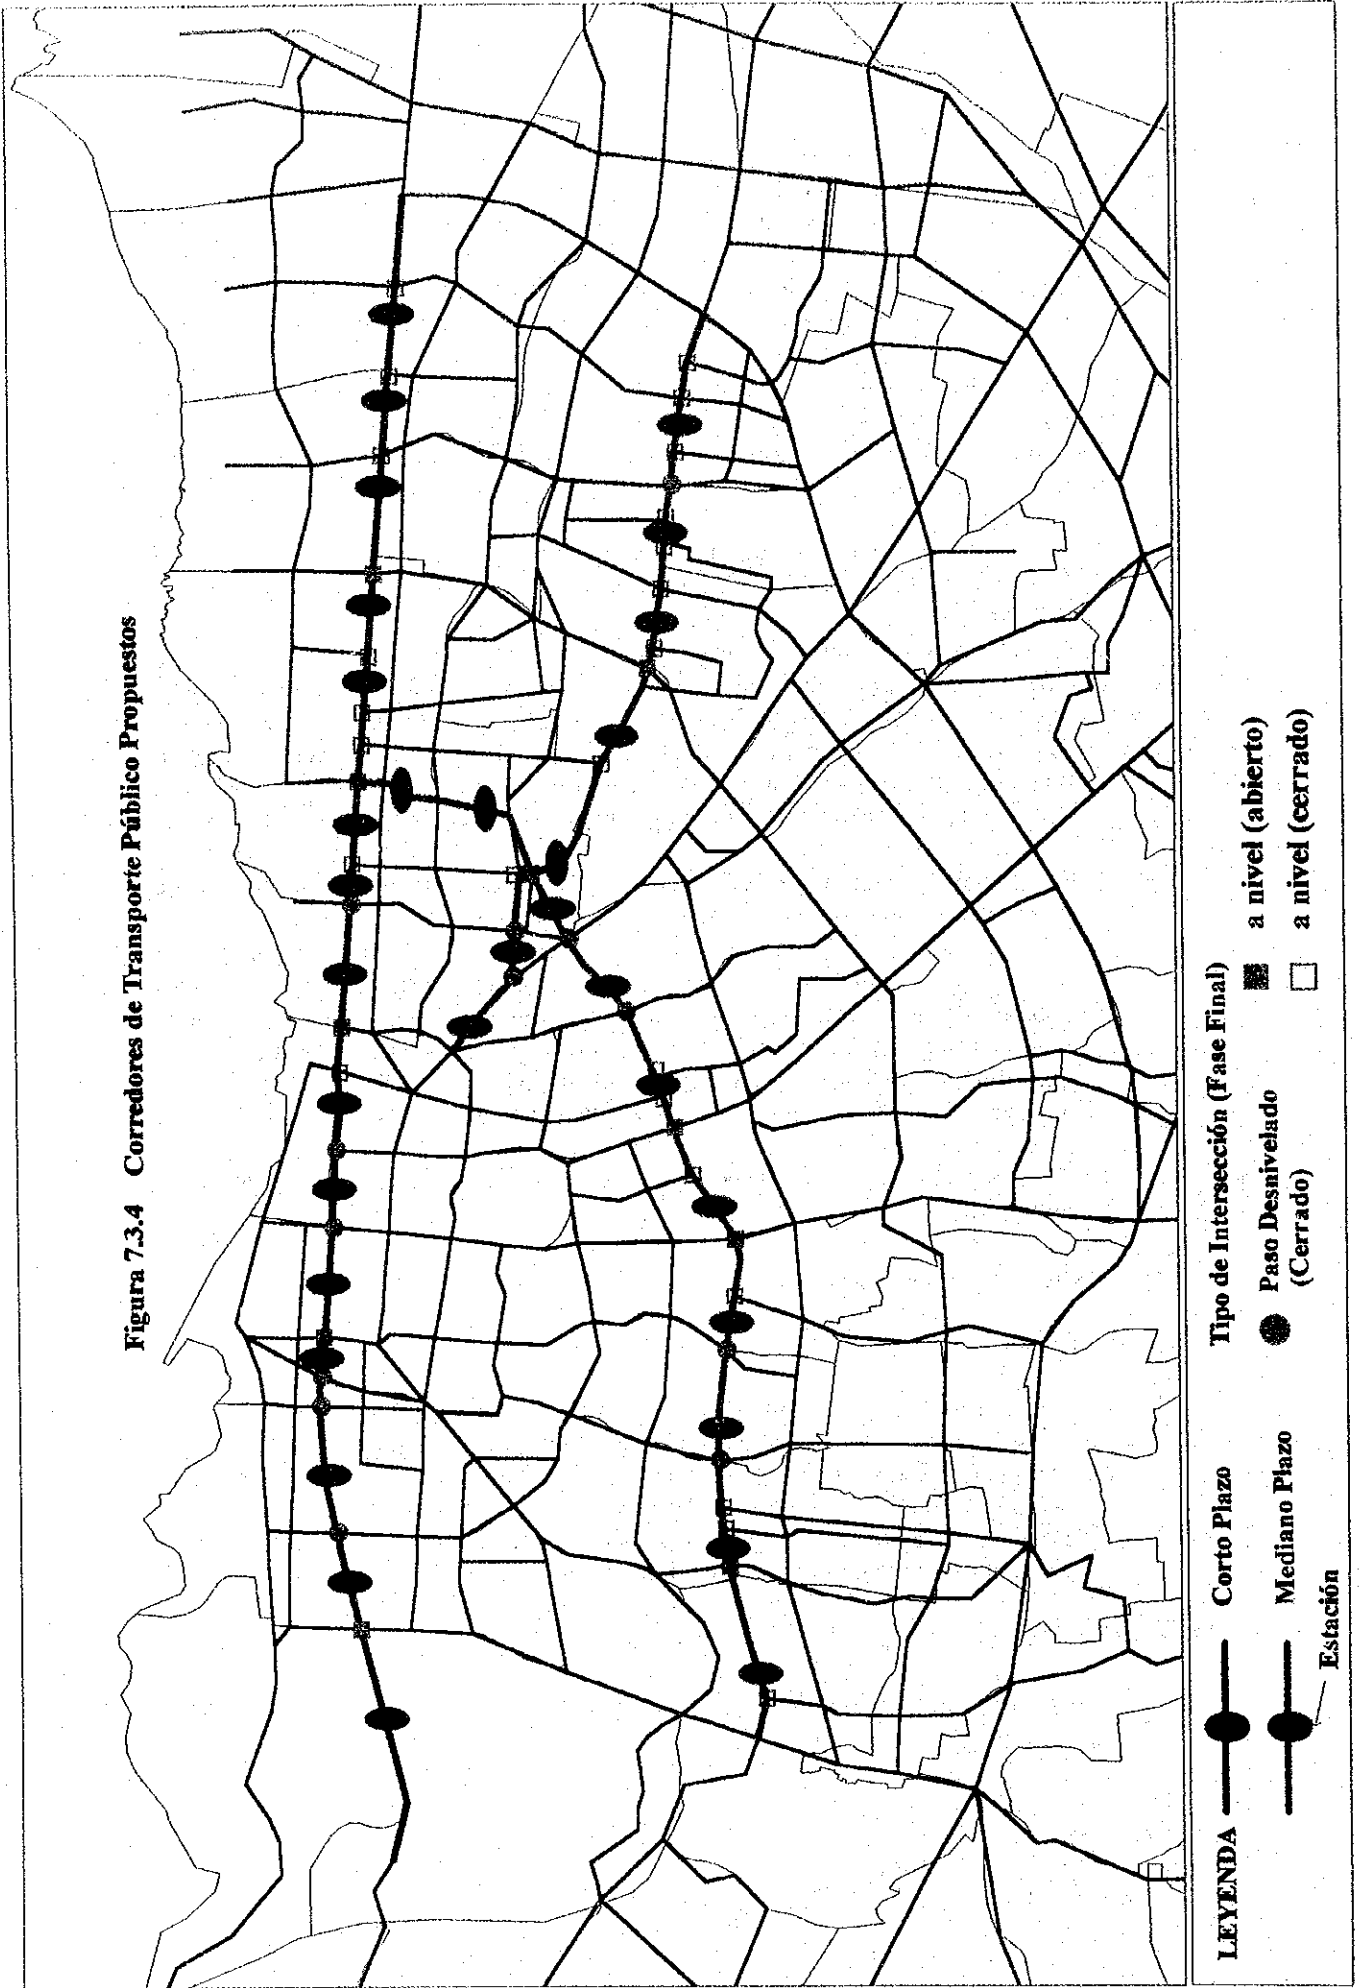 Figura 7.3.4 Corredores de Transporte Público Propuestos
LEYENDA
Corto Plazo
Mediano Plazo
Estación
Tipo de Intersección (Fase Final)
Paso Desnivelado
(Cerrado)
a nivel (abierto)
a nivel (cerrado)